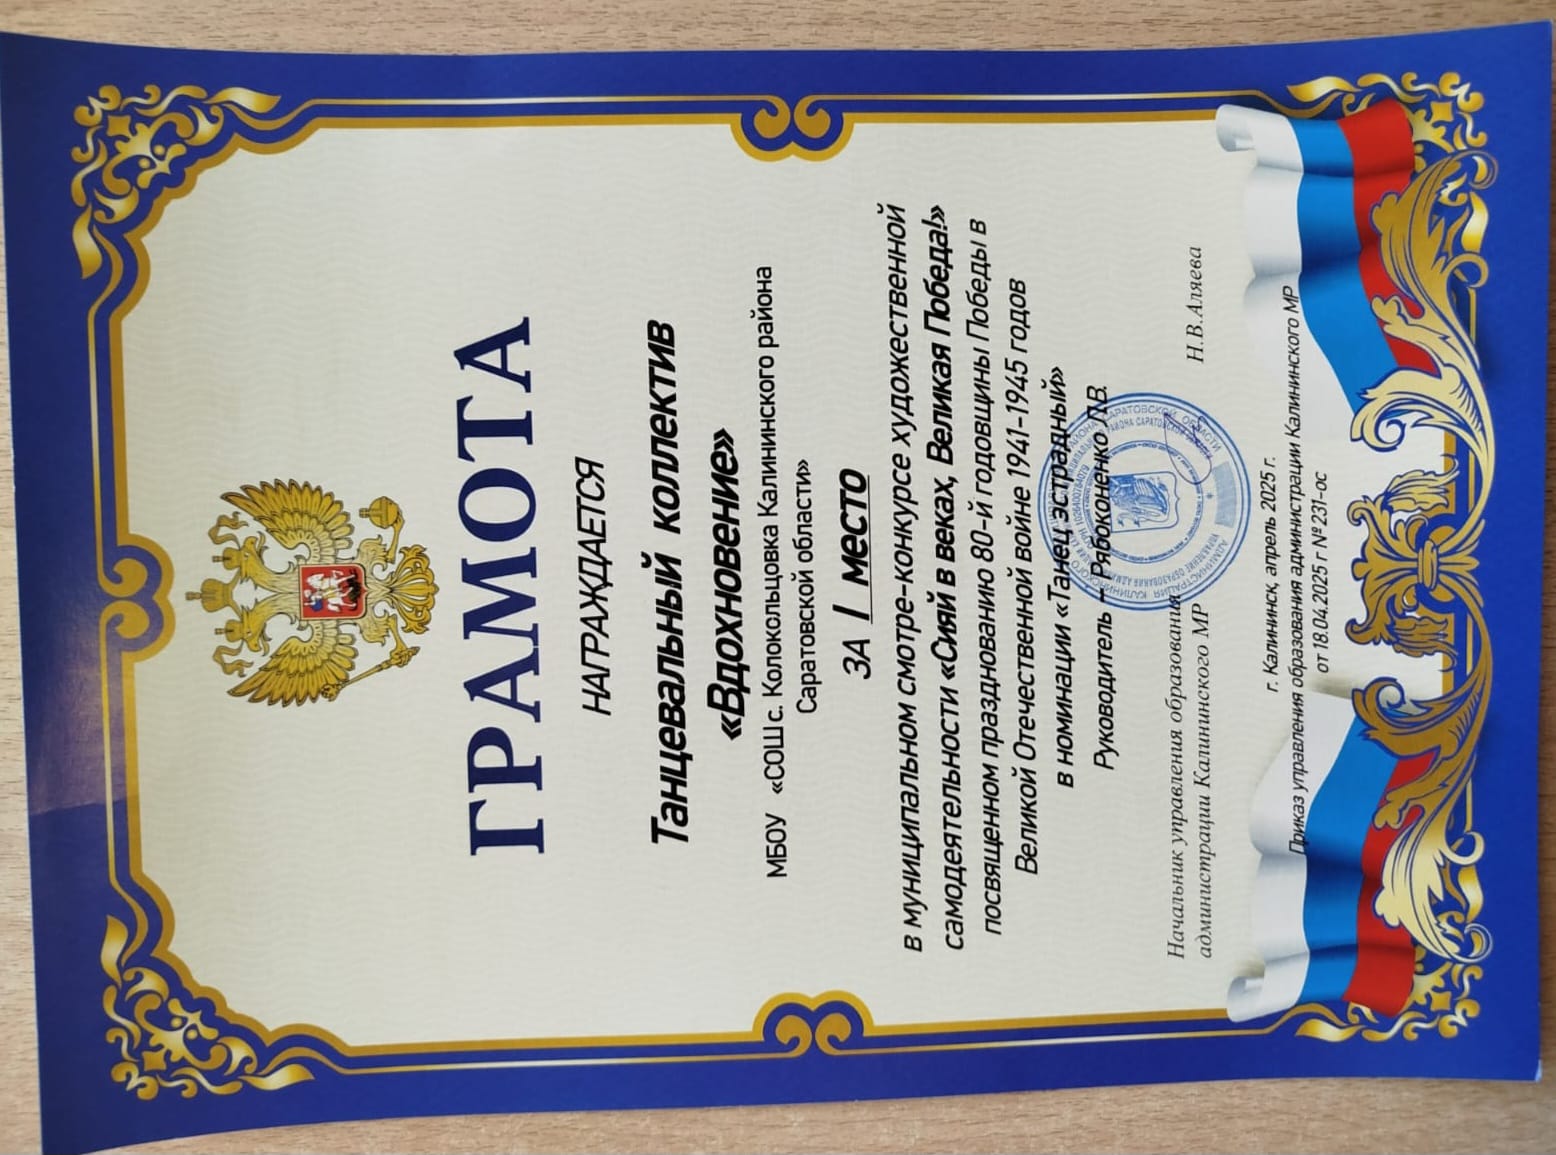 ГРАМОТА
НАГРАЖДАЕТСЯ
Танцевальный коллектив
«Вдохновение»
МБОУ «СОШ с. Колокольцовка Калининского района
Саратовской области»
ЗА I место
в муниципальном смотре-конкурсе художественной
самодеятельности «Сияй в веках, Великая Победа!»
посвященном празднованию 80-й годовщины Победы в
Великой Отечественной войне 1941-1945 годов
в номинации «Танец эстрадный»
Руководитель – Рябоконенко Л.В.
Начальник управления образования
администрации Калининского МР Н.В.Аляева
г. Калининск, апрель 2025 г.
Приказ управления образования администрации Калининского МР
от 18.04.2025 г №231-ос